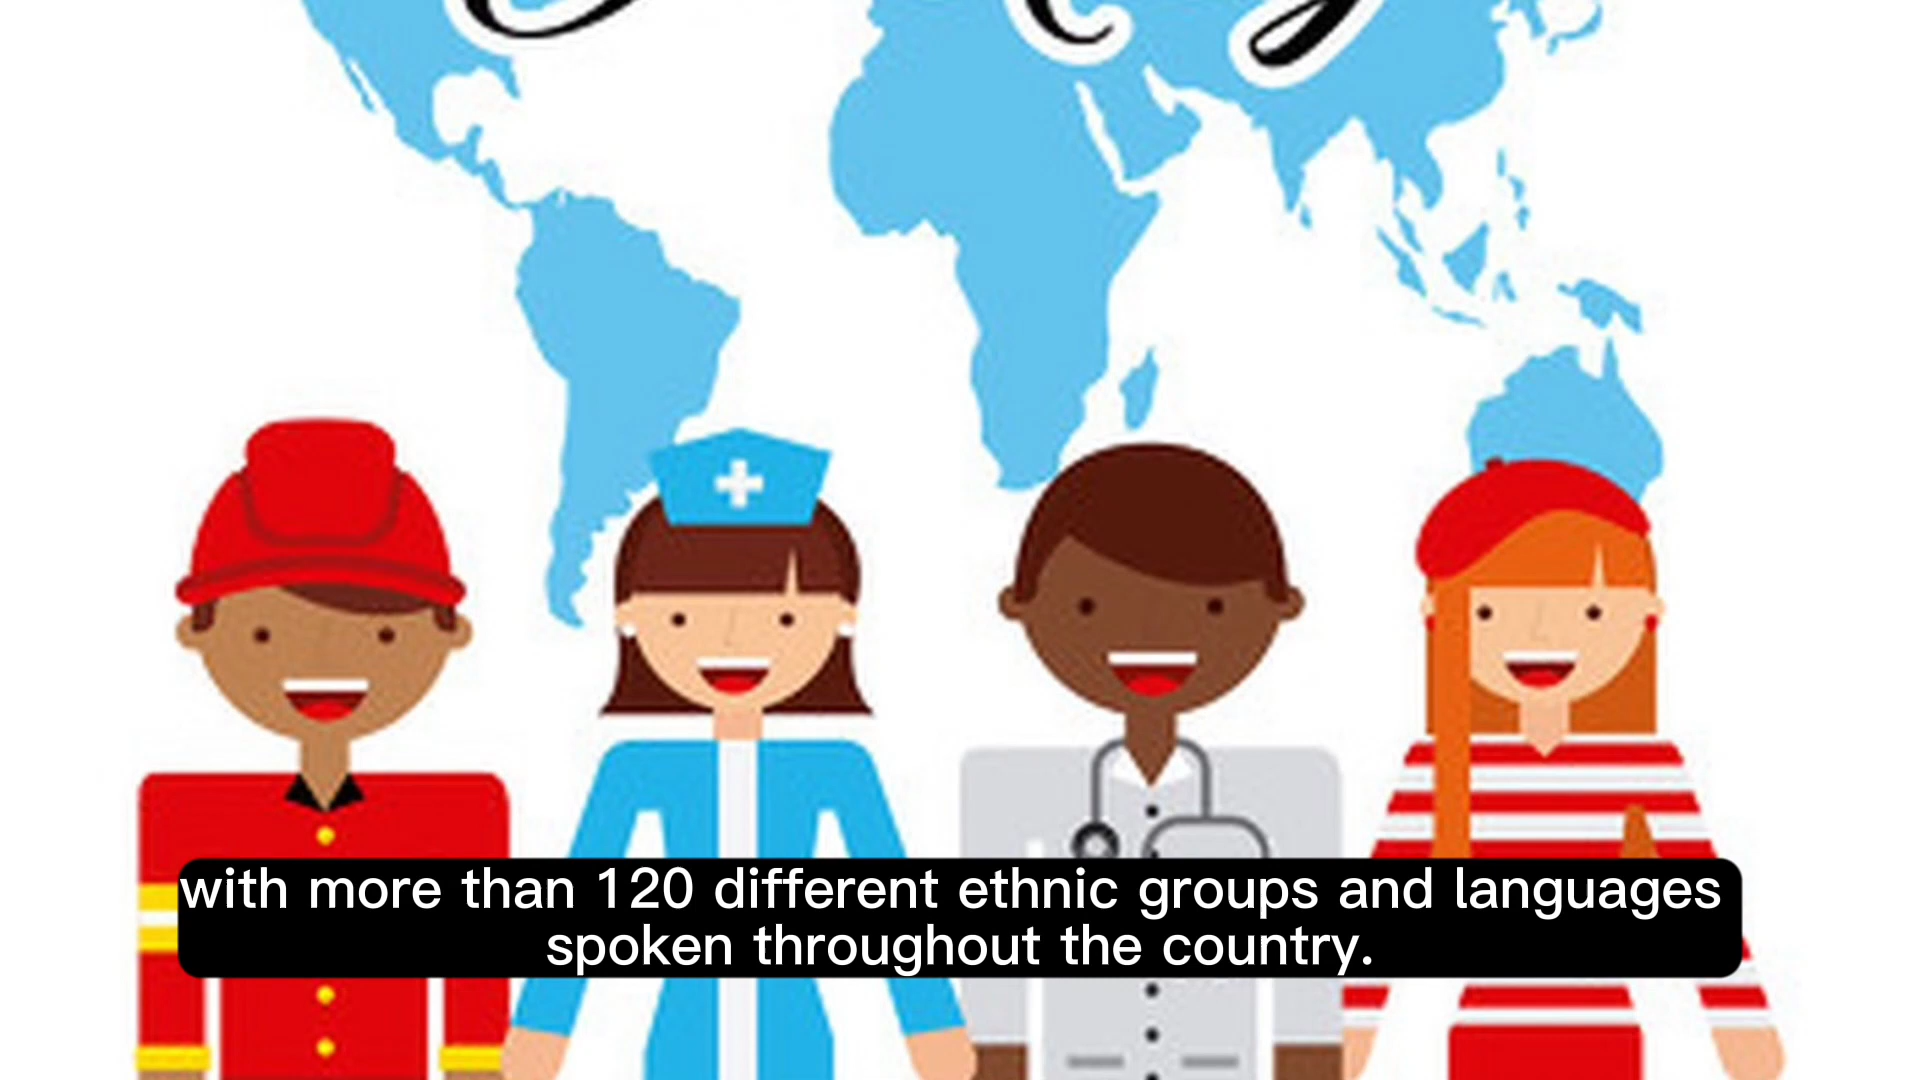 with more than 120 different ethnic groups and languages
spoken throughout the country.